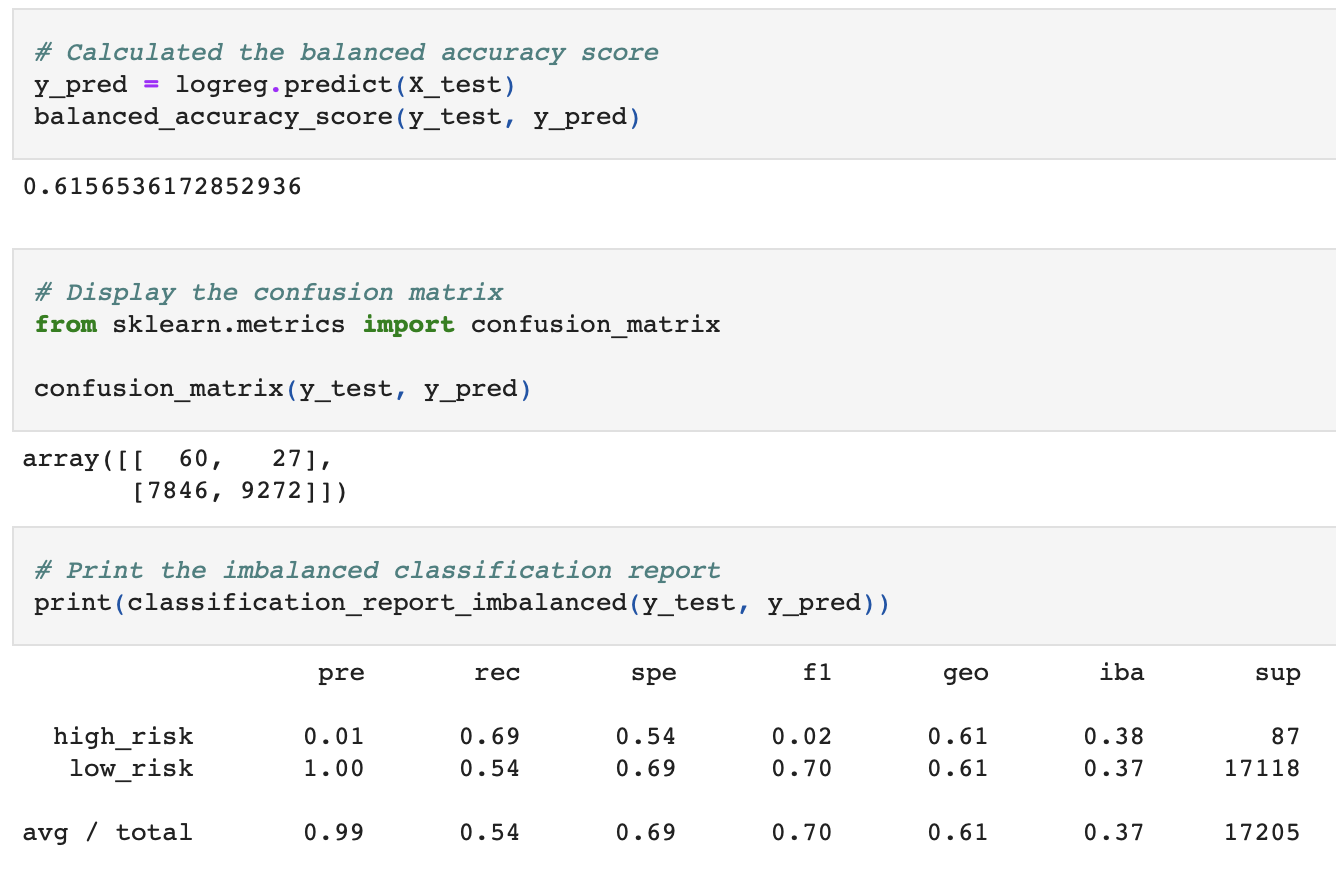 # Calculated the balanced accuracy score
y_pred = logreg.predict(X_test)
balanced_accuracy_score(y_test, y_pred)
0.6156536172852936
# Display the confusion matrix
from sklearn.metrics import confusion_matrix
confusion_matrix(y_test, y_pred)
array([[  60,   27],
       [7846, 9272]])
# Print the imbalanced classification report
print(classification_report_imbalanced(y_test, y_pred))
pre rec spe f1 geo iba sup
high_risk 0.01 0.69 0.54 0.02 0.61 0.38 87
low_risk 1.00 0.54 0.69 0.70 0.61 0.37 17118
avg / total 0.99 0.54 0.69 0.70 0.61 0.37 17205